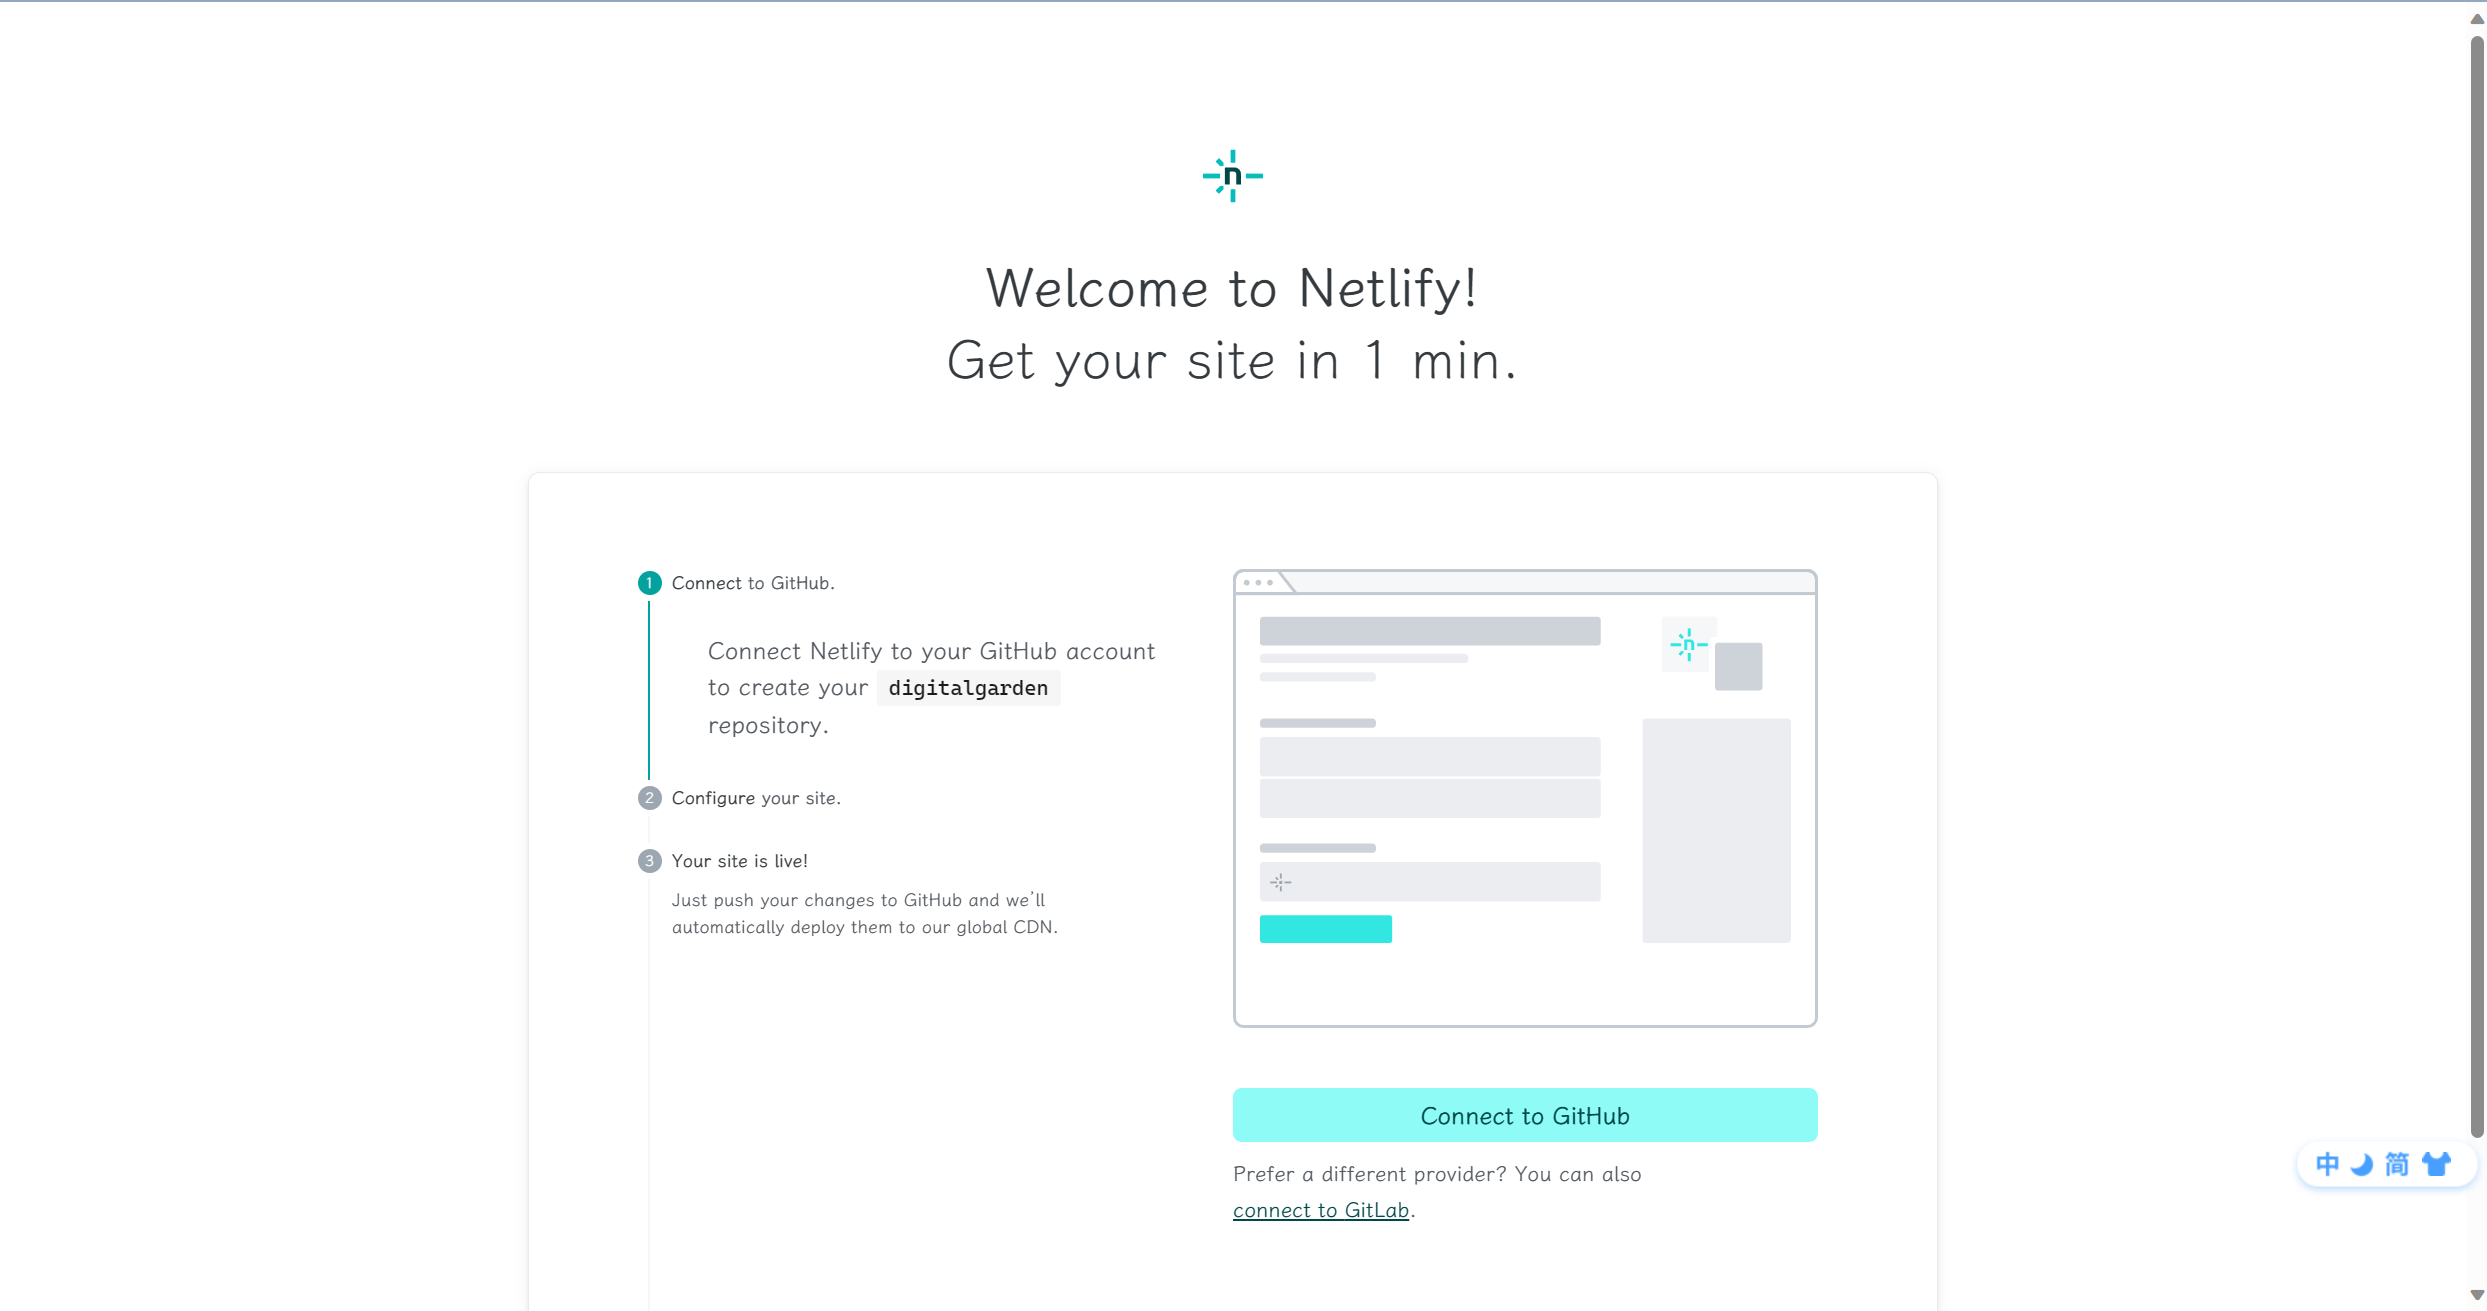 n
Welcome to Netlify!
Get your site in 1 min.
1 Connect to GitHub.
Connect Netlify to your GitHub account
to create your digitalgarden
repository.
2 Configure your site.
3 Your site is live!
Just push your changes to GitHub and we'll
automatically deploy them to our global CDN.
n
Connect to GitHub
Prefer a different provider? You can also
connect to GitLab.
中 简